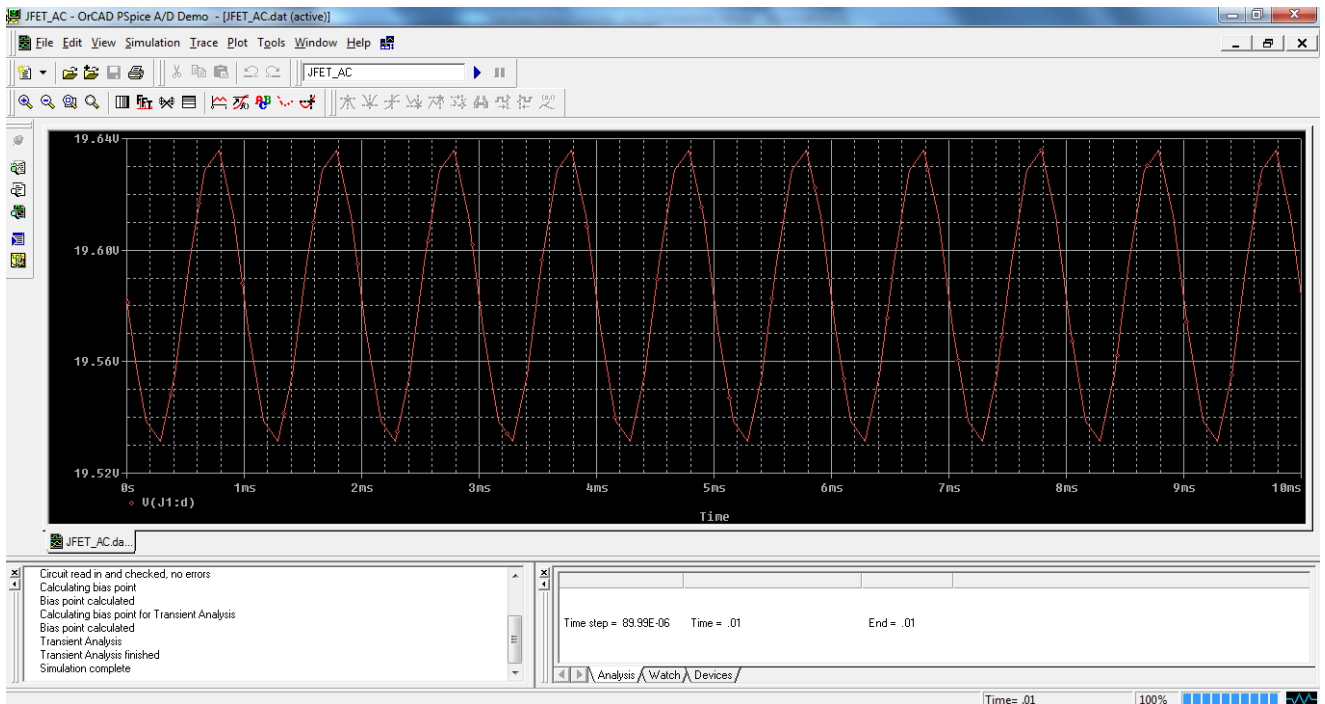 JFET_AC - OrCAD PSpice A/D Demo - [JFET_AC.dat (active)]
File Edit View Simulation Trace Plot Tools Window Help
JFET_AC
19.64V
19.60V
19.56V
19.52V
0s 1ms 2ms 3ms 4ms 5ms 6ms 7ms 8ms 9ms 10ms
V(J1:d)
Time
JFET_AC.da...
Circuit read in and checked, no errors
Calculating bias point
Bias point calculated
Calculating bias point for Transient Analysis
Bias point calculated
Transient Analysis
Transient Analysis finished
Simulation complete
Time step = 89.99E-06 Time = .01 End = .01
Analysis Watch Devices
Time= .01 100%